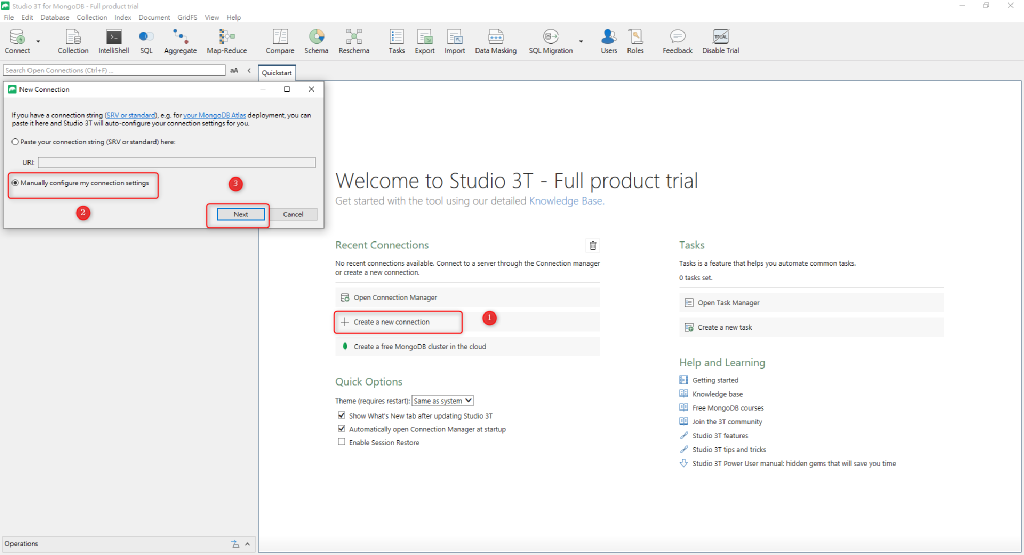 Studio 3T for MongoDB - Full product trial
File Edit Database Collection Index Document GridFS View Help
Connect Collection IntelliShell SQL Aggregate Map-Reduce Compare Schema Reschema Tasks Export Import Data Masking SQL Migration Users Roles Feedback Disable Trial
Search Open Connections (Ctrl+F) ... aA
Quickstart
New Connection
If you have a connection string (SRV or standard), e.g. for your MongoDB Atlas deployment, you can
paste it here and Studio 3T will auto-configure your connection settings for you.
Paste your connection string (SRV or standard) here:
URI:
Manually configure my connection settings
3
2
Next Cancel
Welcome to Studio 3T - Full product trial
Get started with the tool using our detailed Knowledge Base.
Recent Connections
No recent connections available. Connect to a server through the Connection manager
or create a new connection.
Open Connection Manager
Create a new connection
1
Create a free MongoDB cluster in the cloud
Quick Options
Theme (requires restart): Same as system
Show What's New tab after updating Studio 3T
Automatically open Connection Manager at startup
Enable Session Restore
Tasks
Tasks is a feature that helps you automate common tasks.
0 tasks set.
Open Task Manager
Create a new task
Help and Learning
Getting started
Knowledge base
Free MongoDB courses
Join the 3T community
Studio 3T features
Studio 3T tips and tricks
Studio 3T Power User manual: hidden gems that will save you time
Operations